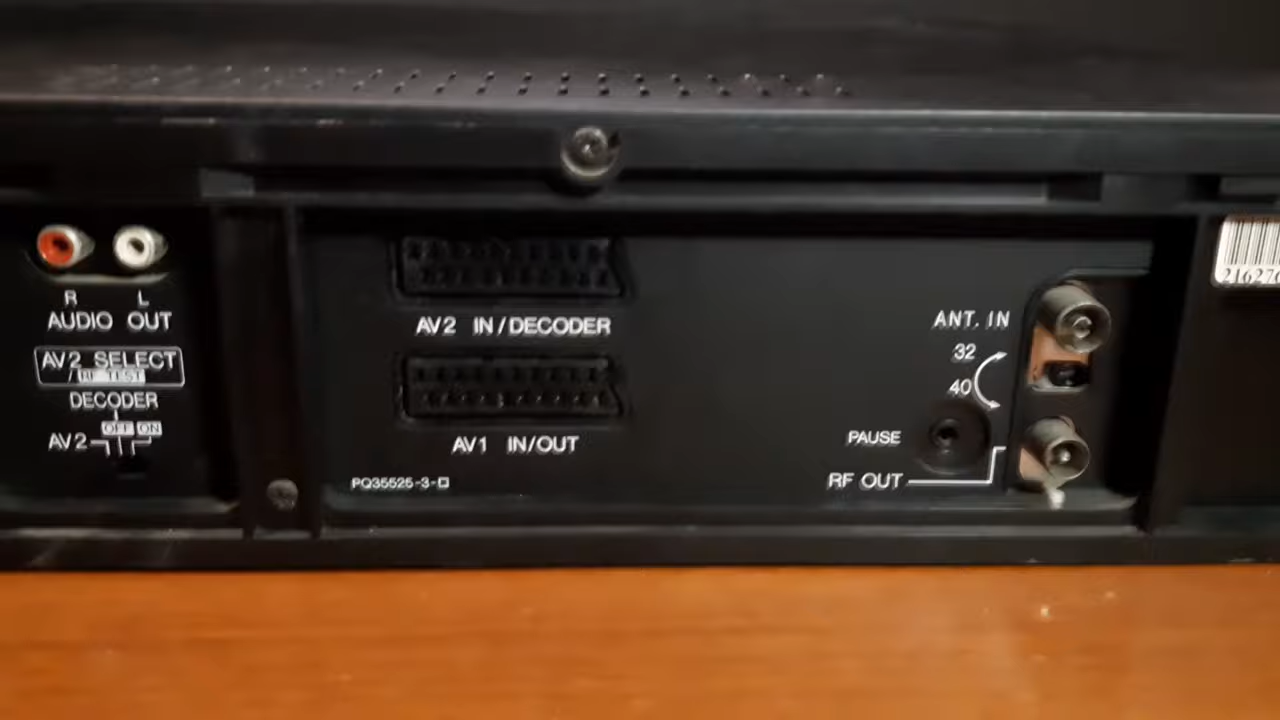 R L
AUDIO OUT
AV2 SELECT
/RF TEST
DECODER
OFF ON
AV2
AV2 IN/DECODER
AV1 IN/OUT
PQ35525-3-
ANT. IN
32
40
PAUSE
RF OUT